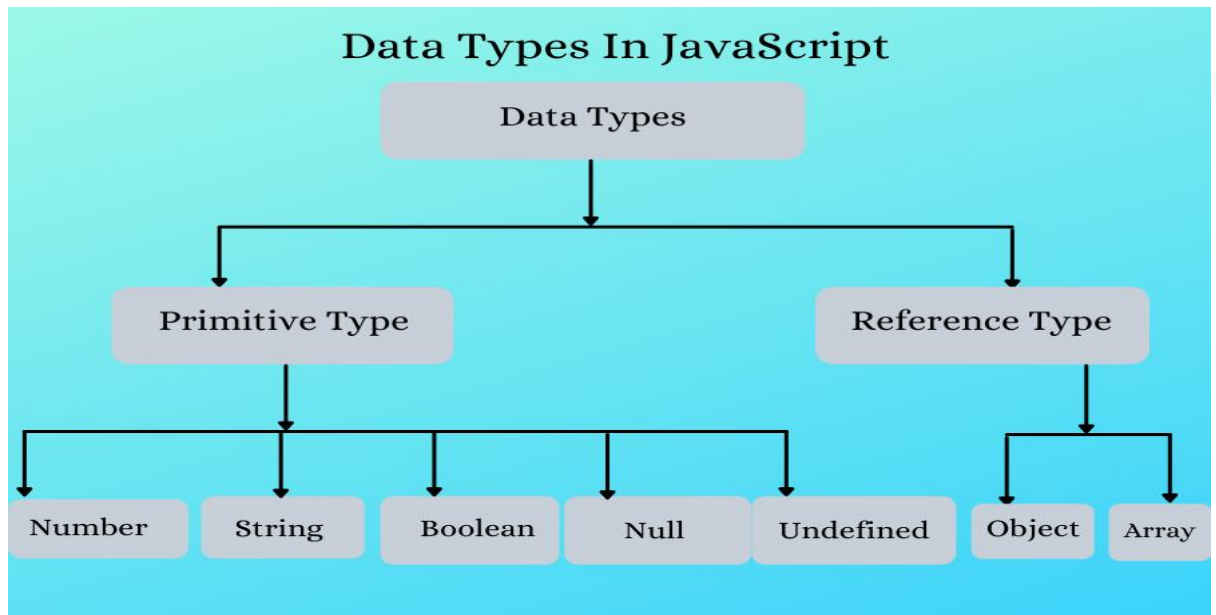 Data Types In JavaScript
Data Types
Primitive Type
Reference Type
Number
String
Boolean
Null
Undefined
Object
Array